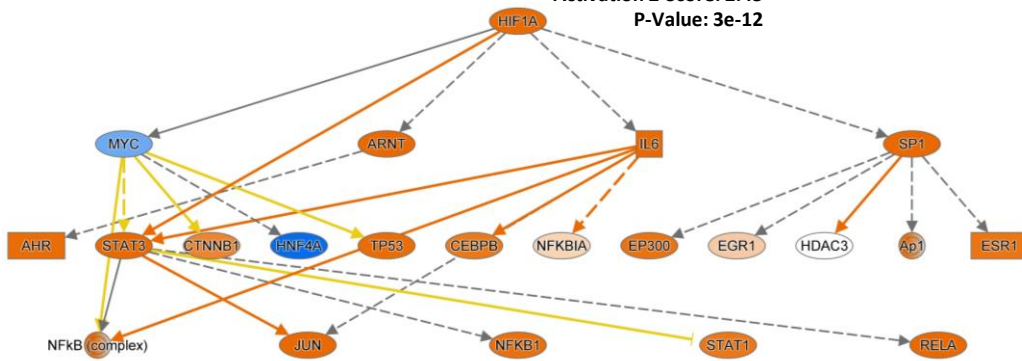 P-Value: 3e-12
HIF1A
MYC
ARNT
IL6
SP1
AHR
STAT3
CTNNB1
HNF4A
TP53
CEBPB
NFKBIA
EP300
EGR1
HDAC3
Ap1
ESR1
NFkB (complex)
JUN
NFKB1
STAT1
RELA